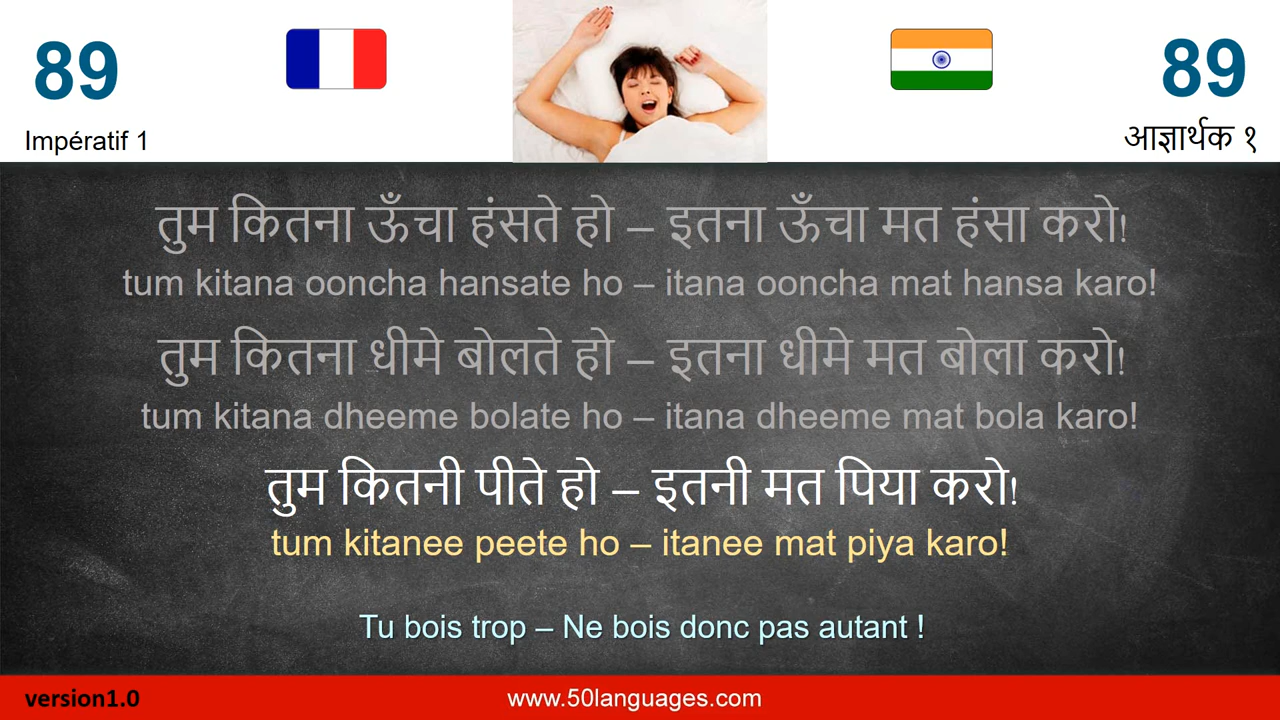 89
89
Impératif 1
आज्ञार्थक १
तुम कितना ऊँचा हंसते हो – इतना ऊँचा मत हंसा करो!
tum kitana ooncha hansate ho – itana ooncha mat hansa karo!
तुम कितना धीमे बोलते हो – इतना धीमे मत बोला करो!
tum kitana dheeme bolate ho – itana dheeme mat bola karo!
तुम कितनी पीते हो – इतनी मत पिया करो!
tum kitanee peete ho – itanee mat piya karo!
Tu bois trop – Ne bois donc pas autant !
version1.0
www.50languages.com